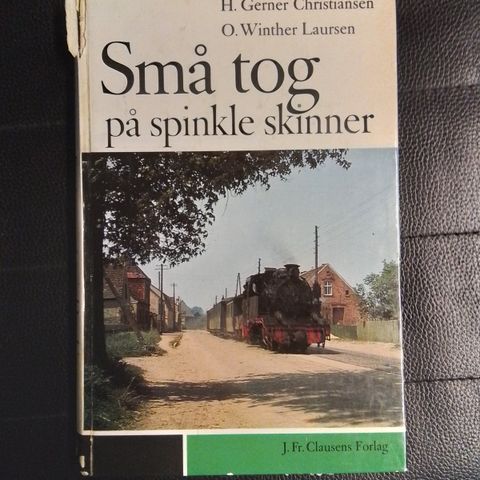 H. Gerner Christiansen
O. Winther Laursen
Små tog
på spinkle skinner
J. Fr. Clausens Forlag